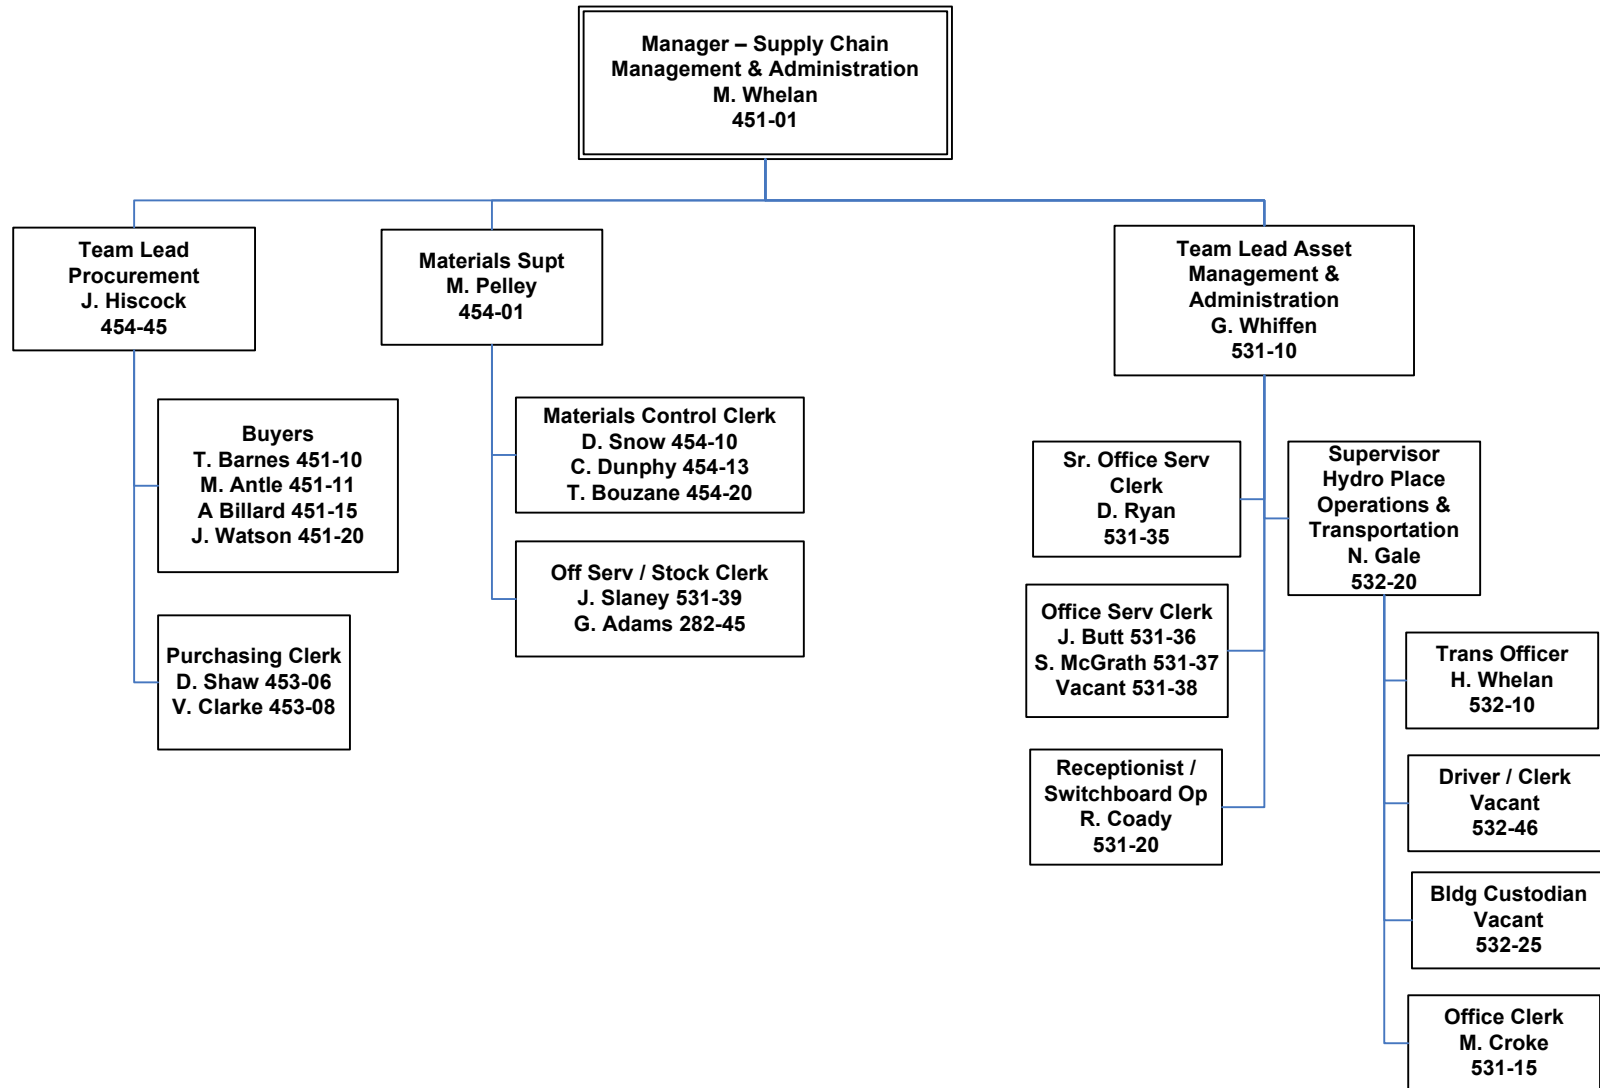 Manager – Supply Chain
Management & Administration
M. Whelan
451-01
Team Lead
Procurement
J. Hiscock
454-45
Buyers
T. Barnes 451-10
M. Antle 451-11
A Billard 451-15
J. Watson 451-20
Purchasing Clerk
D. Shaw 453-06
V. Clarke 453-08
Materials Supt
M. Pelley
454-01
Materials Control Clerk
D. Snow 454-10
C. Dunphy 454-13
T. Bouzane 454-20
Off Serv / Stock Clerk
J. Slaney 531-39
G. Adams 282-45
Team Lead Asset
Management &
Administration
G. Whiffen
531-10
Sr. Office Serv
Clerk
D. Ryan
531-35
Office Serv Clerk
J. Butt 531-36
S. McGrath 531-37
Vacant 531-38
Receptionist /
Switchboard Op
R. Coady
531-20
Supervisor
Hydro Place
Operations &
Transportation
N. Gale
532-20
Trans Officer
H. Whelan
532-10
Driver / Clerk
Vacant
532-46
Bldg Custodian
Vacant
532-25
Office Clerk
M. Croke
531-15